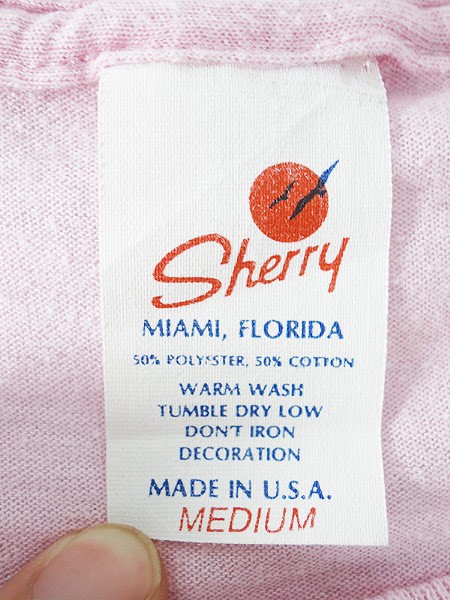 Sherry
MIAMI, FLORIDA
50% POLYESTER, 50% COTTON
WARM WASH
TUMBLE DRY LOW
DON'T IRON
DECORATION
MADE IN U.S.A.
MEDIUM